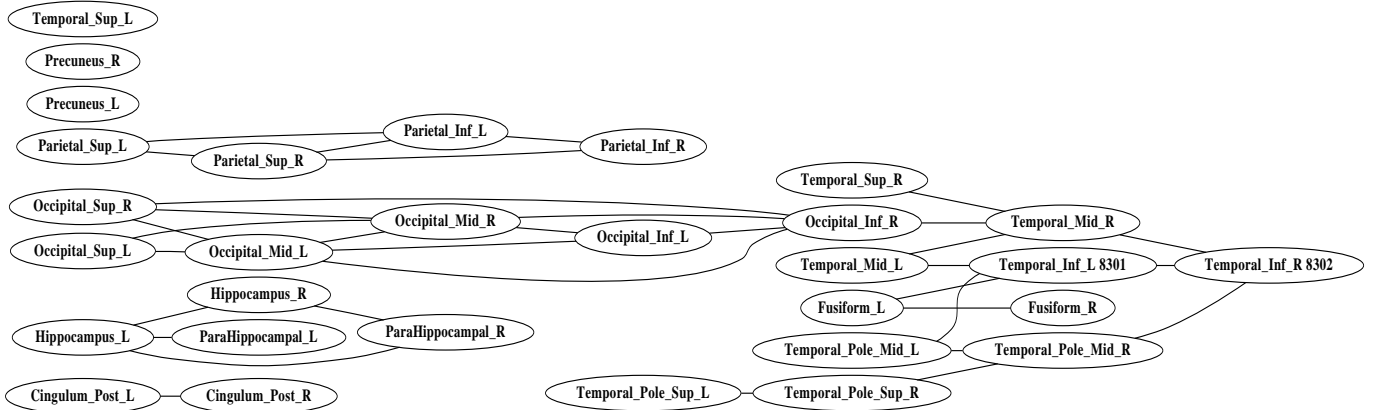 Temporal_Sup_L
Precuneus_R
Precuneus_L
Parietal_Sup_L
Parietal_Sup_R
Parietal_Inf_L
Parietal_Inf_R
Occipital_Sup_R
Occipital_Sup_L
Occipital_Mid_L
Occipital_Mid_R
Occipital_Inf_L
Occipital_Inf_R
Temporal_Sup_R
Temporal_Mid_R
Temporal_Mid_L
Temporal_Inf_L 8301
Temporal_Inf_R 8302
Fusiform_L
Fusiform_R
Hippocampus_R
Hippocampus_L
ParaHippocampal_L
ParaHippocampal_R
Temporal_Pole_Mid_L
Temporal_Pole_Mid_R
Cingulum_Post_L
Cingulum_Post_R
Temporal_Pole_Sup_L
Temporal_Pole_Sup_R